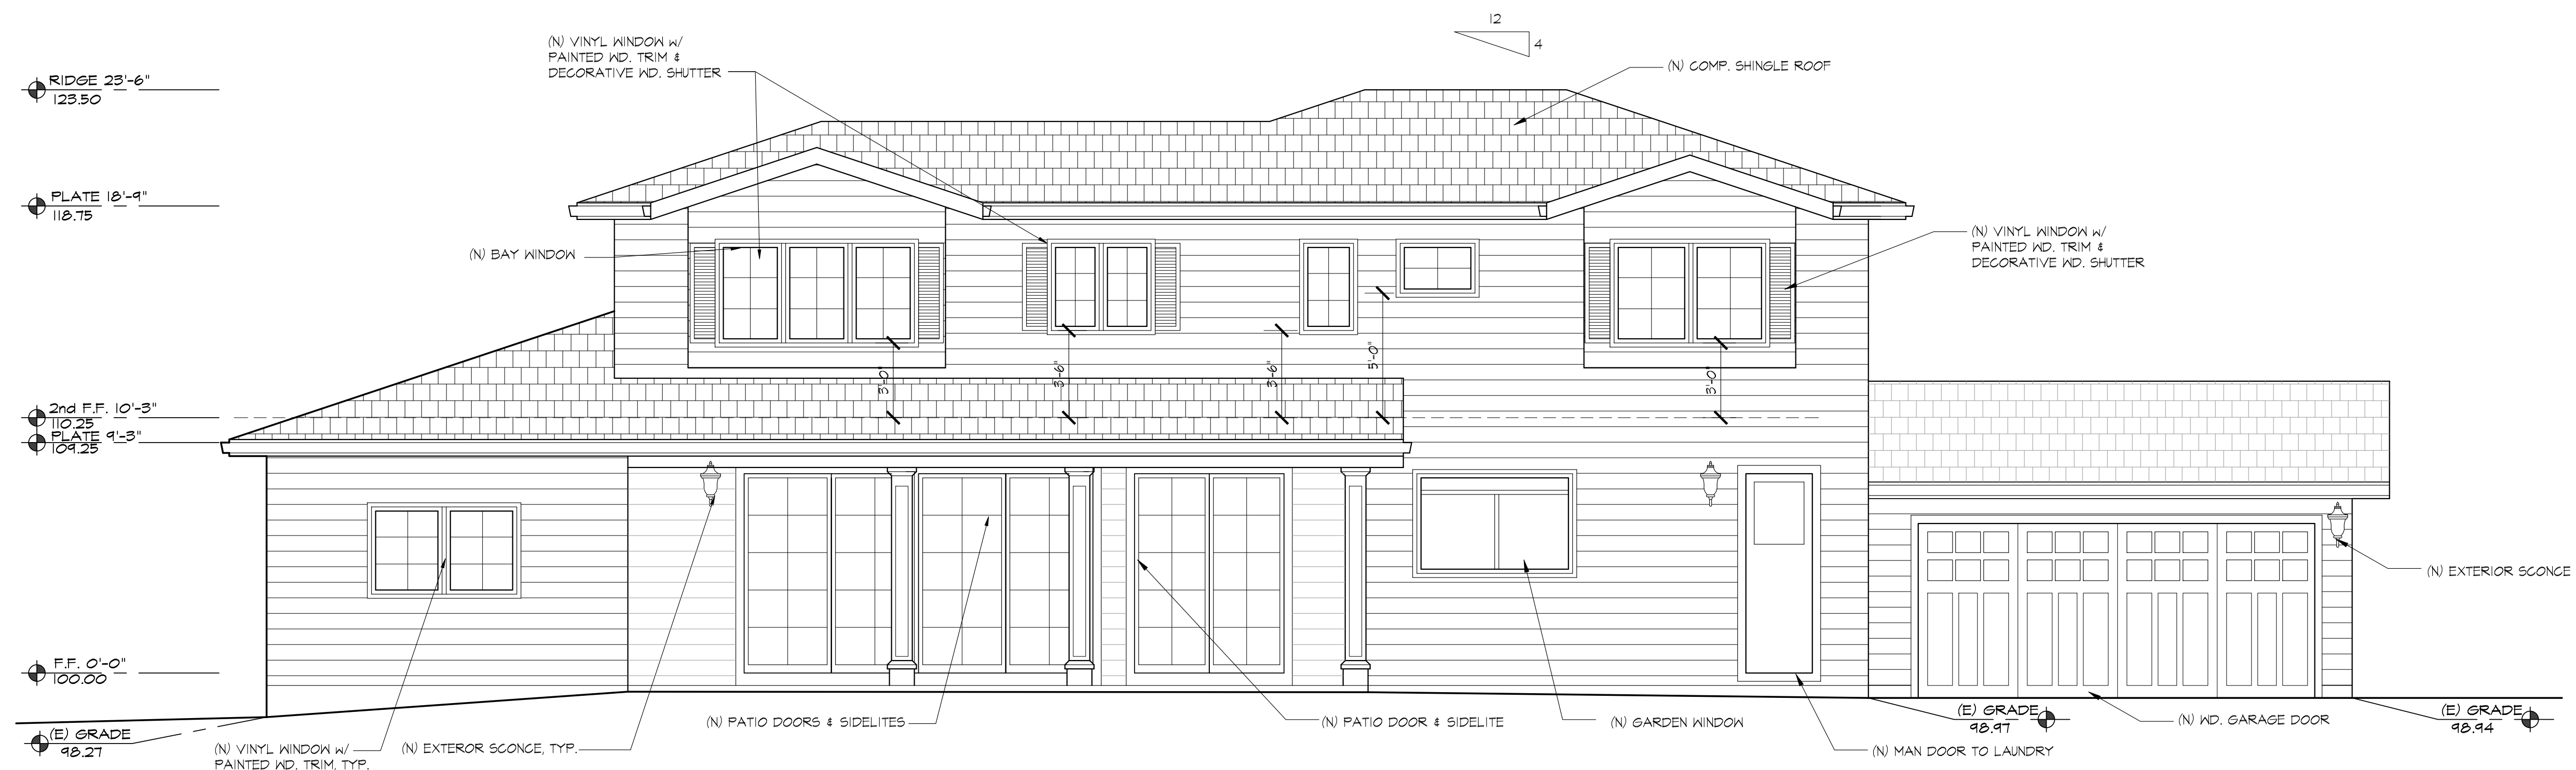 12
4
(N) VINYL WINDOW w/
PAINTED WD. TRIM &
DECORATIVE WD. SHUTTER
(N) COMP. SHINGLE ROOF
RIDGE 23'-6"
123.50
PLATE 18'-9"
118.75
(N) BAY WINDOW
(N) VINYL WINDOW w/
PAINTED WD. TRIM &
DECORATIVE WD. SHUTTER
3'-0"
3'-6"
3'-6"
5'-0"
3'-0"
2nd F.F. 10'-3"
110.25
PLATE 9'-3"
109.25
(N) EXTERIOR SCONCE
F.F. 0'-0"
100.00
(E) GRADE
98.27
(N) VINYL WINDOW w/
PAINTED WD. TRIM, TYP.
(N) EXTEROR SCONCE, TYP.
(N) PATIO DOORS & SIDELITES
(N) PATIO DOOR & SIDELITE
(N) GARDEN WINDOW
(N) MAN DOOR TO LAUNDRY
(E) GRADE
98.97
(N) WD. GARAGE DOOR
(E) GRADE
98.94